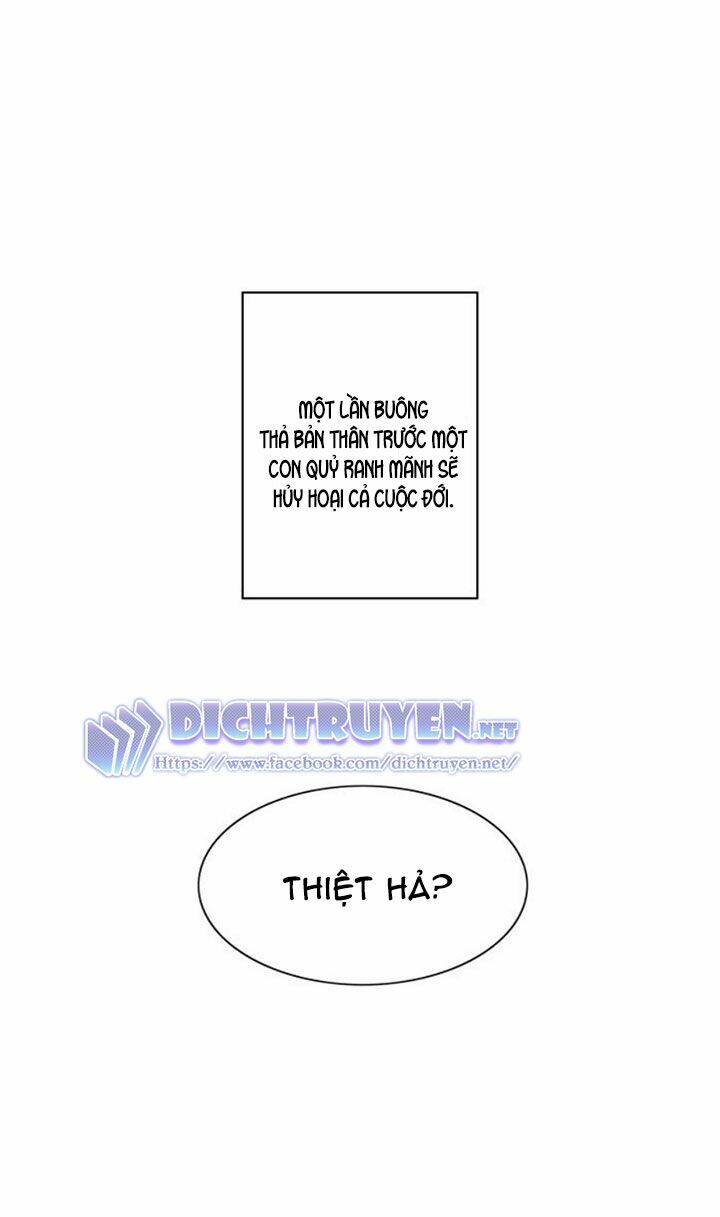 MỘT LẦN BUÔNG
THẢ BẢN THÂN TRƯỚC MỘT
CON QUỶ RANH MÃNH SẼ
HỦY HOẠI CẢ CUỘC ĐỚI.
DICHTRUYEN.NET
Https://www.facebook.com/dichtruyen.net/
THIỆT HẢ?